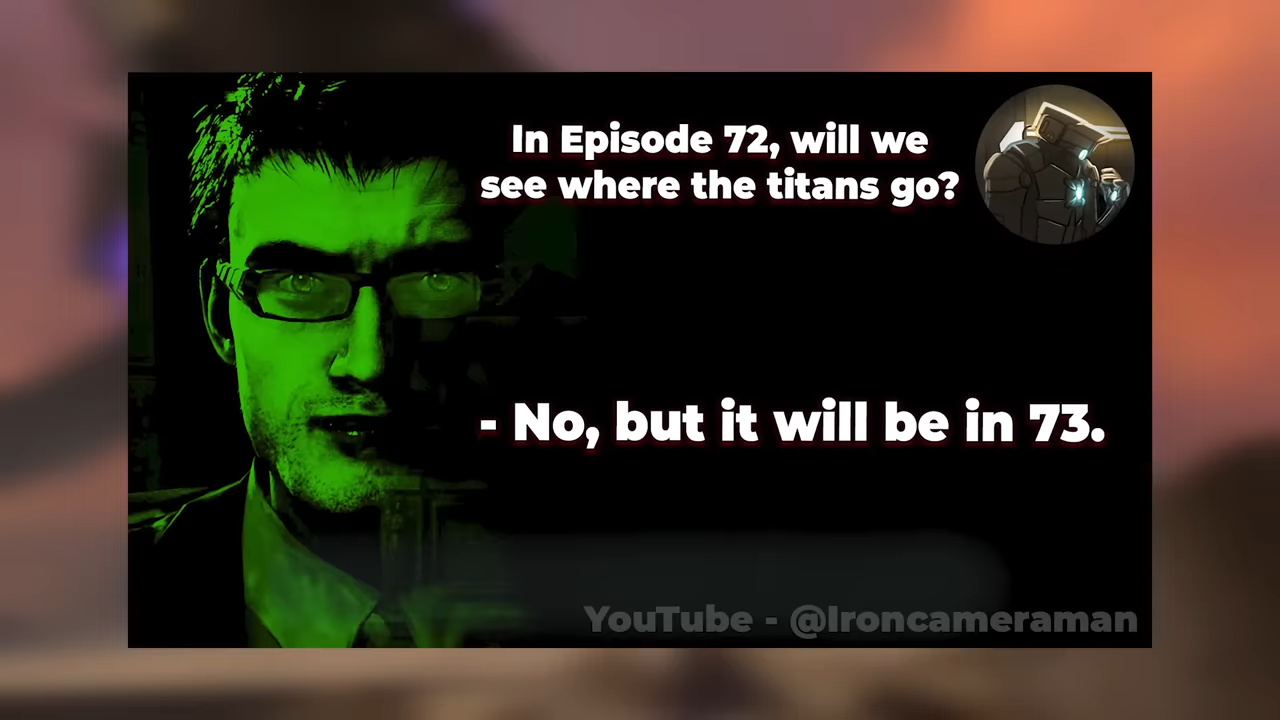 In Episode 72, will we
see where the titans go?
- No, but it will be in 73.
YouTube - @Ironcameraman